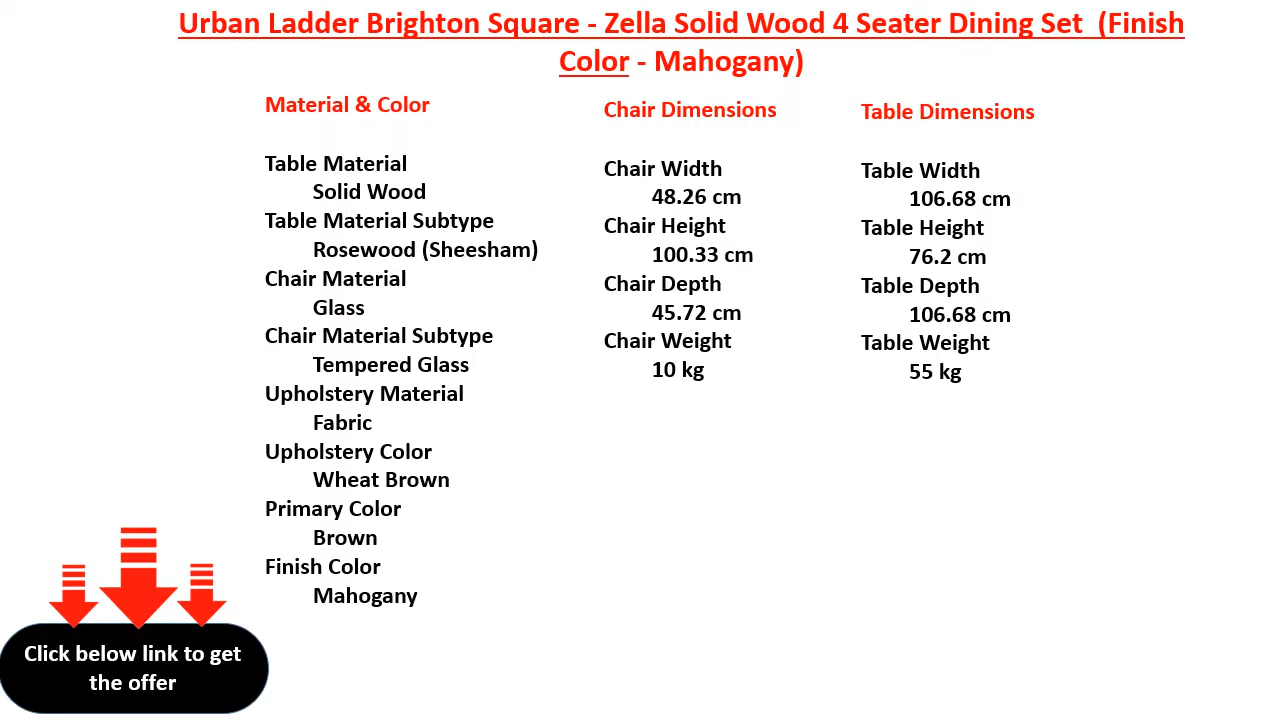 Urban Ladder Brighton Square - Zella Solid Wood 4 Seater Dining Set (Finish
Color - Mahogany)
Material & Color
Table Material
Solid Wood
Table Material Subtype
Rosewood (Sheesham)
Chair Material
Glass
Chair Material Subtype
Tempered Glass
Upholstery Material
Fabric
Upholstery Color
Wheat Brown
Primary Color
Brown
Finish Color
Mahogany
Chair Dimensions
Chair Width
48.26 cm
Chair Height
100.33 cm
Chair Depth
45.72 cm
Chair Weight
10 kg
Table Dimensions
Table Width
106.68 cm
Table Height
76.2 cm
Table Depth
106.68 cm
Table Weight
55 kg
Click below link to get
the offer